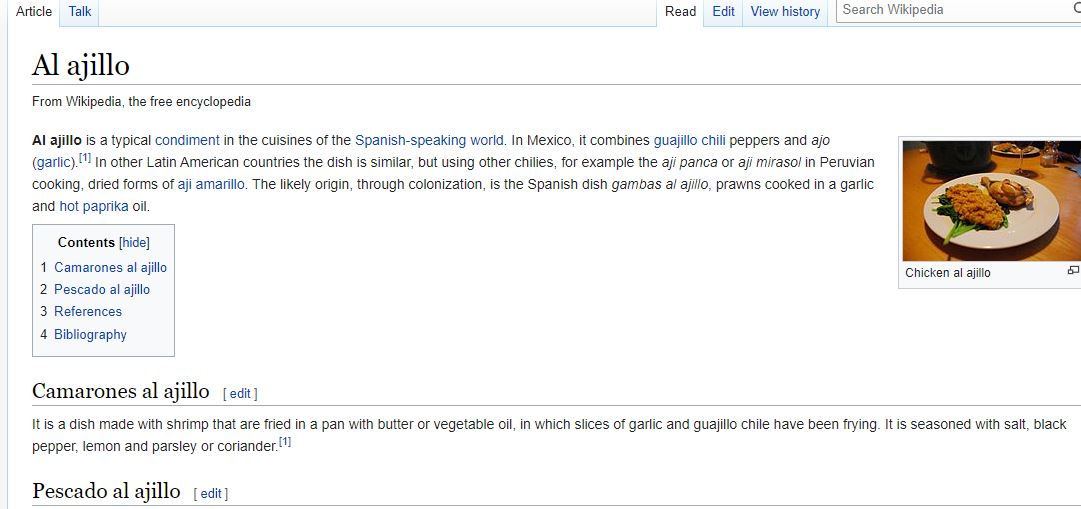 Article Talk Read Edit View history Search Wikipedia
Al ajillo
From Wikipedia, the free encyclopedia
Al ajillo is a typical condiment in the cuisines of the Spanish-speaking world. In Mexico, it combines guajillo chili peppers and ajo
(garlic).[1] In other Latin American countries the dish is similar, but using other chilies, for example the aji panca or aji mirasol in Peruvian
cooking, dried forms of aji amarillo. The likely origin, through colonization, is the Spanish dish gambas al ajillo, prawns cooked in a garlic
and hot paprika oil.
Chicken al ajillo
Contents [hide]
1 Camarones al ajillo
2 Pescado al ajillo
3 References
4 Bibliography
Camarones al ajillo [ edit ]
It is a dish made with shrimp that are fried in a pan with butter or vegetable oil, in which slices of garlic and guajillo chile have been frying. It is seasoned with salt, black
pepper, lemon and parsley or coriander.[1]
Pescado al ajillo [ edit ]